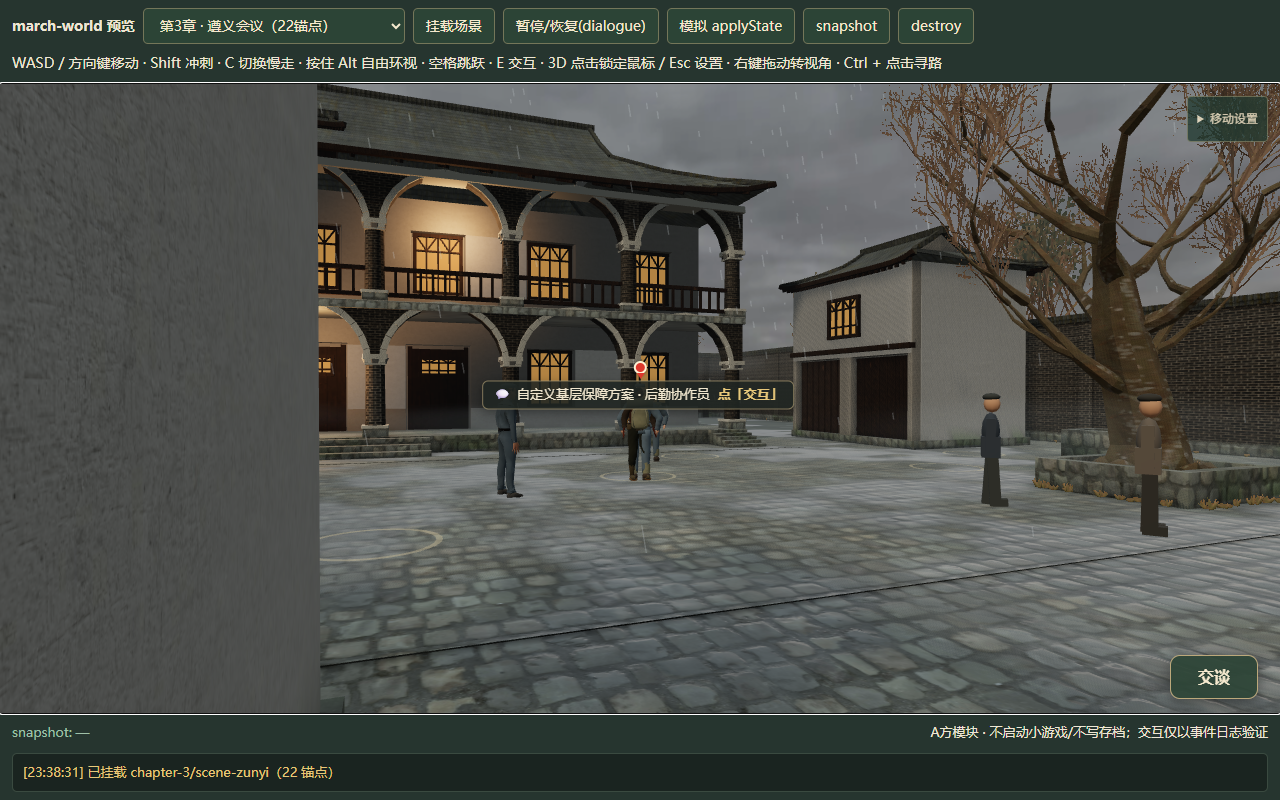 march-world 预览
第3章 · 遵义会议（22锚点）
挂载场景
暂停/恢复(dialogue)
模拟 applyState
snapshot
destroy
WASD / 方向键移动 · Shift 冲刺 · C 切换慢走 · 按住 Alt 自由环视 · 空格跳跃 · E 交互 · 3D 点击锁定鼠标 / Esc 设置 · 右键拖动转视角 · Ctrl + 点击寻路
▶ 移动设置
💬 自定义基层保障方案 · 后勤协作员 点「交互」
交谈
snapshot: —
A方模块 · 不启动小游戏/不写存档；交互仅以事件日志验证
[23:38:31] 已挂载 chapter-3/scene-zunyi（22 锚点）